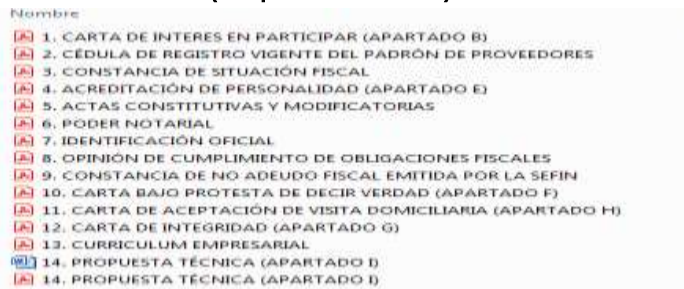 Nombre
1. CARTA DE INTERES EN PARTICIPAR (APARTADO B)
2. CÉDULA DE REGISTRO VIGENTE DEL PADRÓN DE PROVEEDORES
3. CONSTANCIA DE SITUACIÓN FISCAL
4. ACREDITACIÓN DE PERSONALIDAD (APARTADO E)
5. ACTAS CONSTITUTIVAS Y MODIFICATORIAS
6. PODER NOTARIAL
7. IDENTIFICACIÓN OFICIAL
8. OPINIÓN DE CUMPLIMIENTO DE OBLIGACIONES FISCALES
9. CONSTANCIA DE NO ADEUDO FISCAL EMITIDA POR LA SEFIN
10. CARTA BAJO PROTESTA DE DECIR VERDAD (APARTADO F)
11. CARTA DE ACEPTACIÓN DE VISITA DOMICILIARIA (APARTADO H)
12. CARTA DE INTEGRIDAD (APARTADO G)
13. CURRICULUM EMPRESARIAL
14. PROPUESTA TÉCNICA (APARTADO I)
14. PROPUESTA TÉCNICA (APARTADO I)